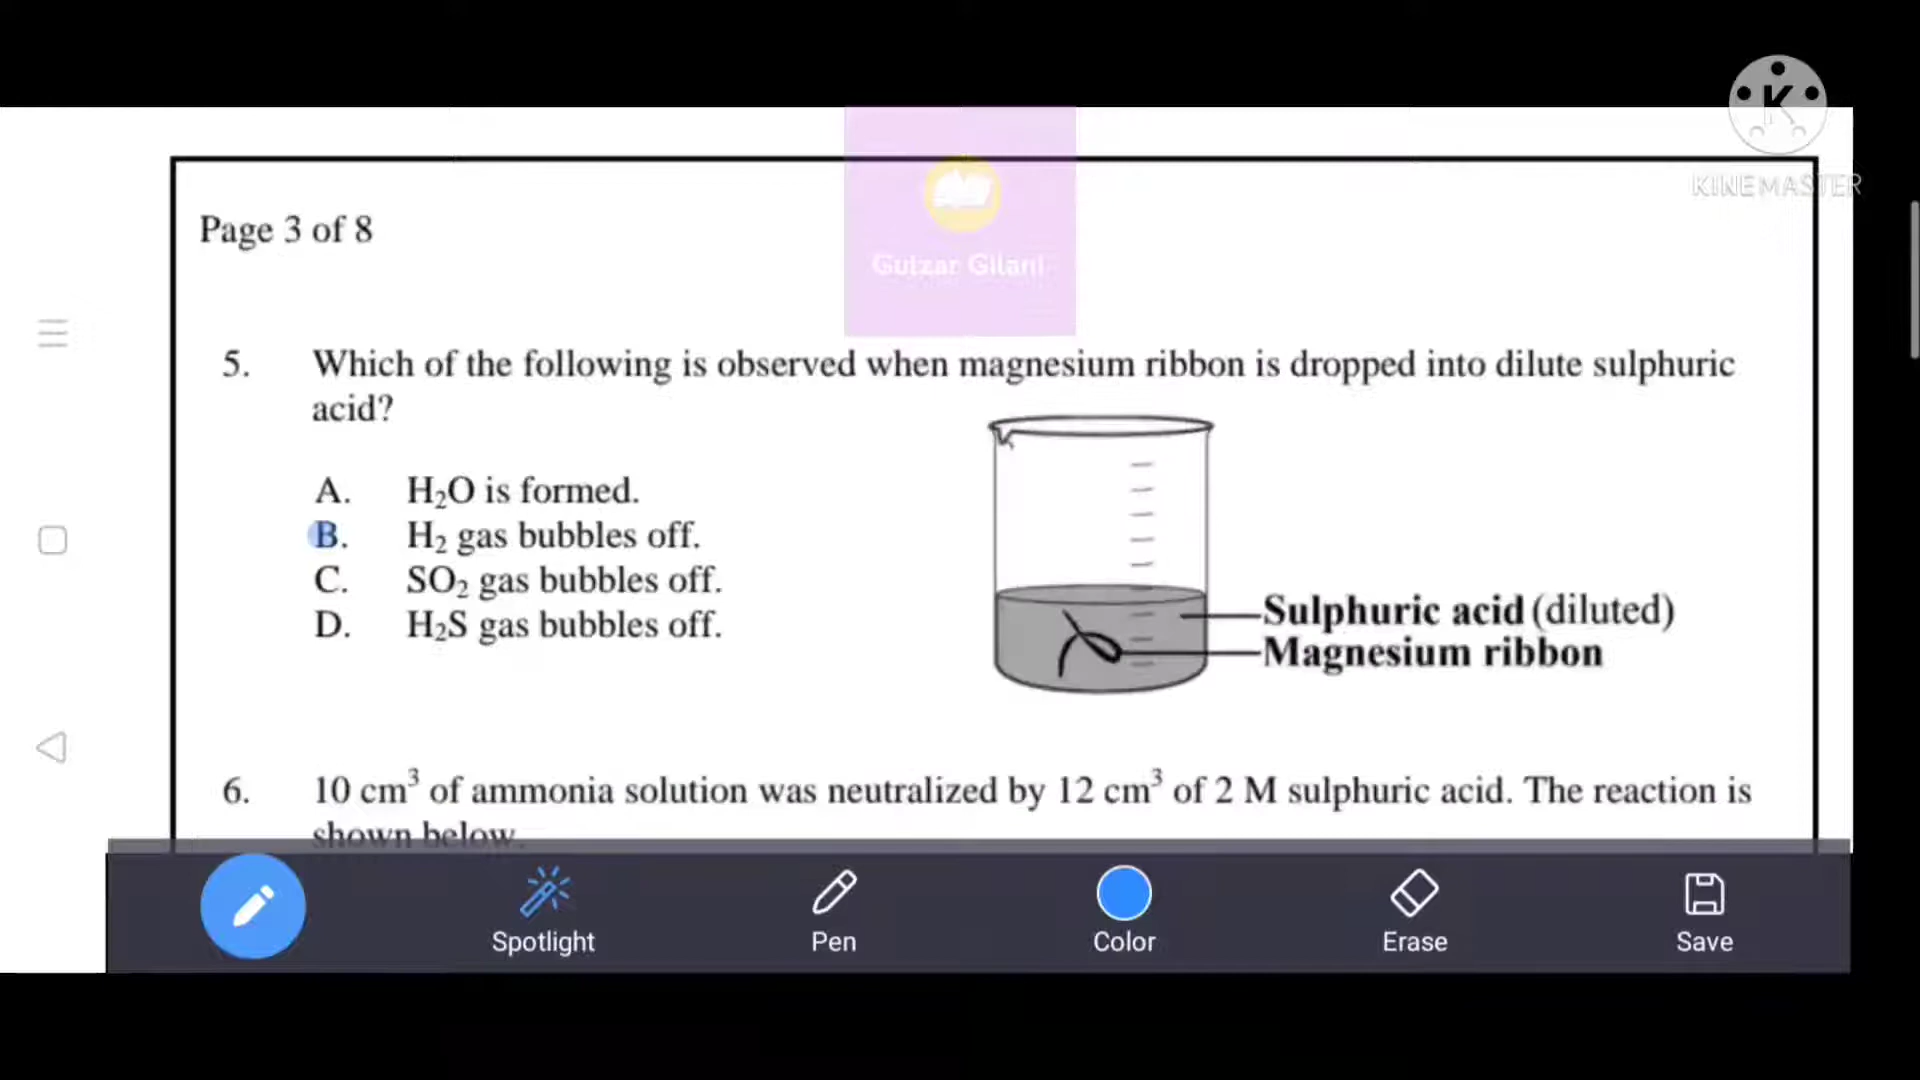 KINEMASTER
Page 3 of 8
Gulzar Gilani
5. Which of the following is observed when magnesium ribbon is dropped into dilute sulphuric
acid?
A. H₂O is formed.
B. H₂ gas bubbles off.
C. SO₂ gas bubbles off.
D. H₂S gas bubbles off.
Sulphuric acid (diluted)
Magnesium ribbon
6. 10 cm³ of ammonia solution was neutralized by 12 cm³ of 2 M sulphuric acid. The reaction is
shown below.
Spotlight
Pen
Color
Erase
Save